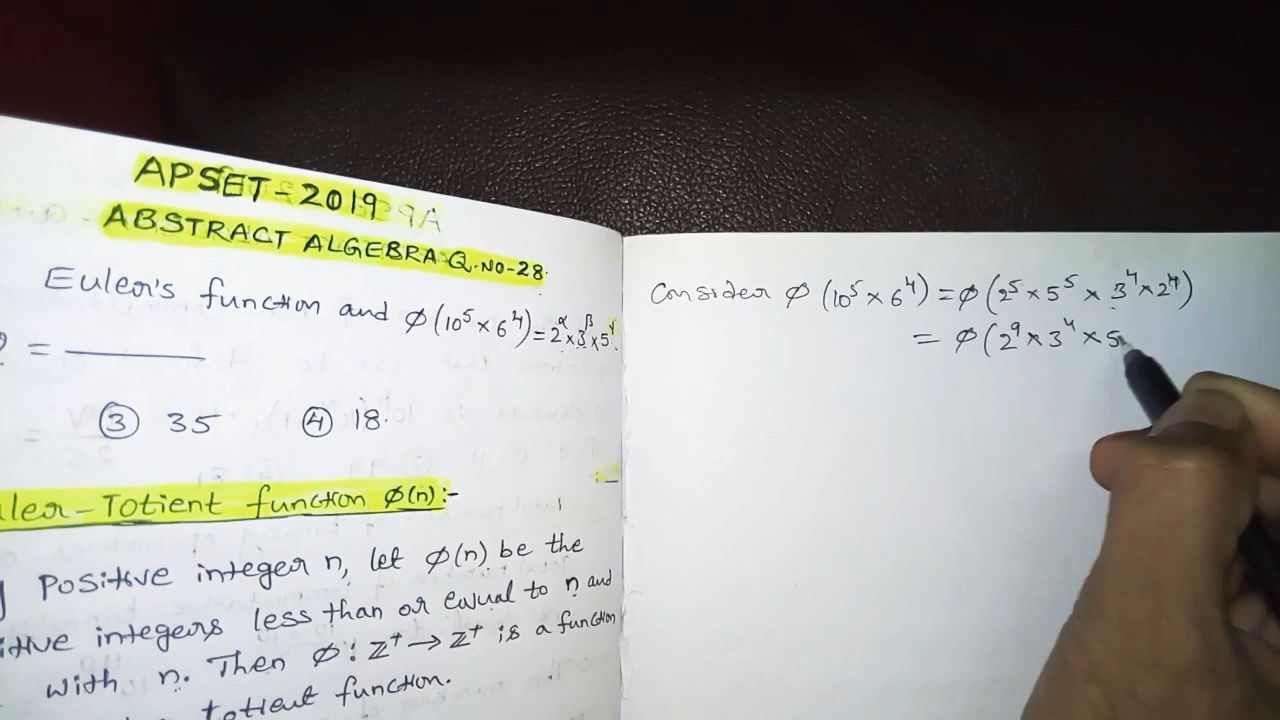 APSET-2019
ABSTRACT ALGEBRA Q.NO-28.
Euler's function and ϕ(10⁵×6⁴)=2^α×3^β×5^γ.
= ______
③ 35 ④ 18.
uler-Totient function ϕ(n):-
Positive integer n, let ϕ(n) be the
itive integers less than or equal to n and
with n. Then ϕ: Z⁺→Z⁺ is a function
totient function.
Consider ϕ(10⁵×6⁴)=ϕ(2⁵×5⁵×3⁴×2⁴)
= ϕ(2⁹×3⁴×5